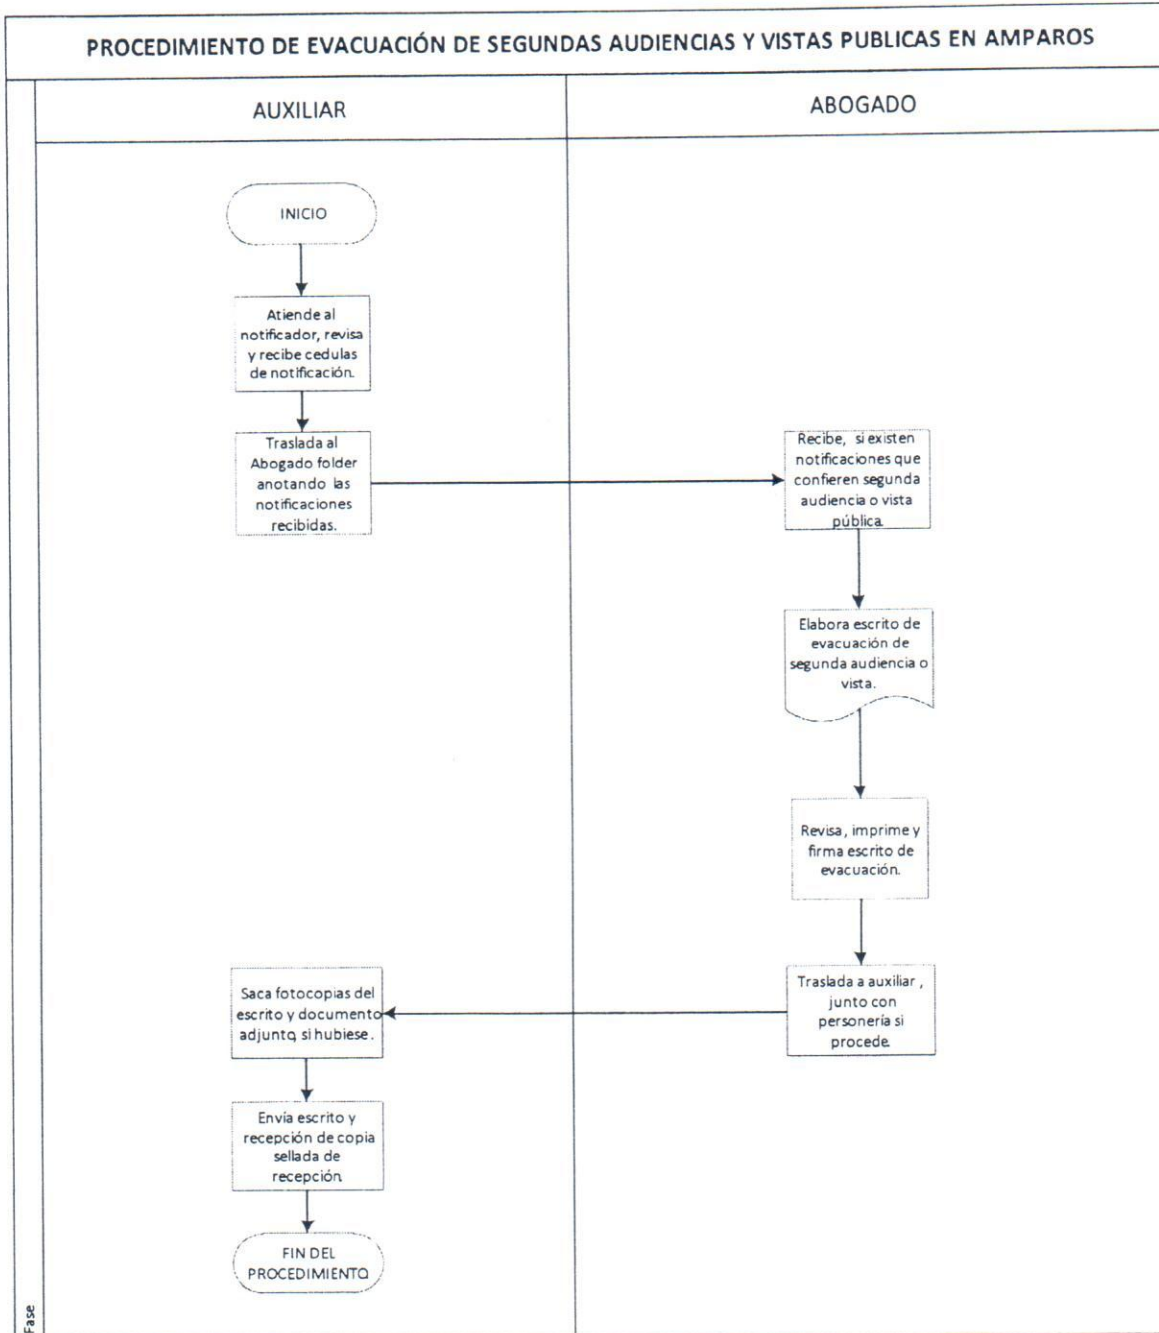 PROCEDIMIENTO DE EVACUACIÓN DE SEGUNDAS AUDIENCIAS Y VISTAS PUBLICAS EN AMPAROS
AUXILIAR
ABOGADO
INICIO
Atiende al
notificador, revisa
y recibe cedulas
de notificación.
Traslada al
Abogado folder
anotando las
notificaciones
recibidas.
Recibe, si existen
notificaciones que
confieren segunda
audiencia o vista
pública.
Elabora escrito de
evacuación de
segunda audiencia o
vista.
Revisa, imprime y
firma escrito de
evacuación.
Traslada a auxiliar,
junto con
personería si
procede.
Saca fotocopias del
escrito y documento
adjunto, si hubiese.
Envía escrito y
recepción de copia
sellada de
recepción.
FIN DEL
PROCEDIMIENTO
Fase